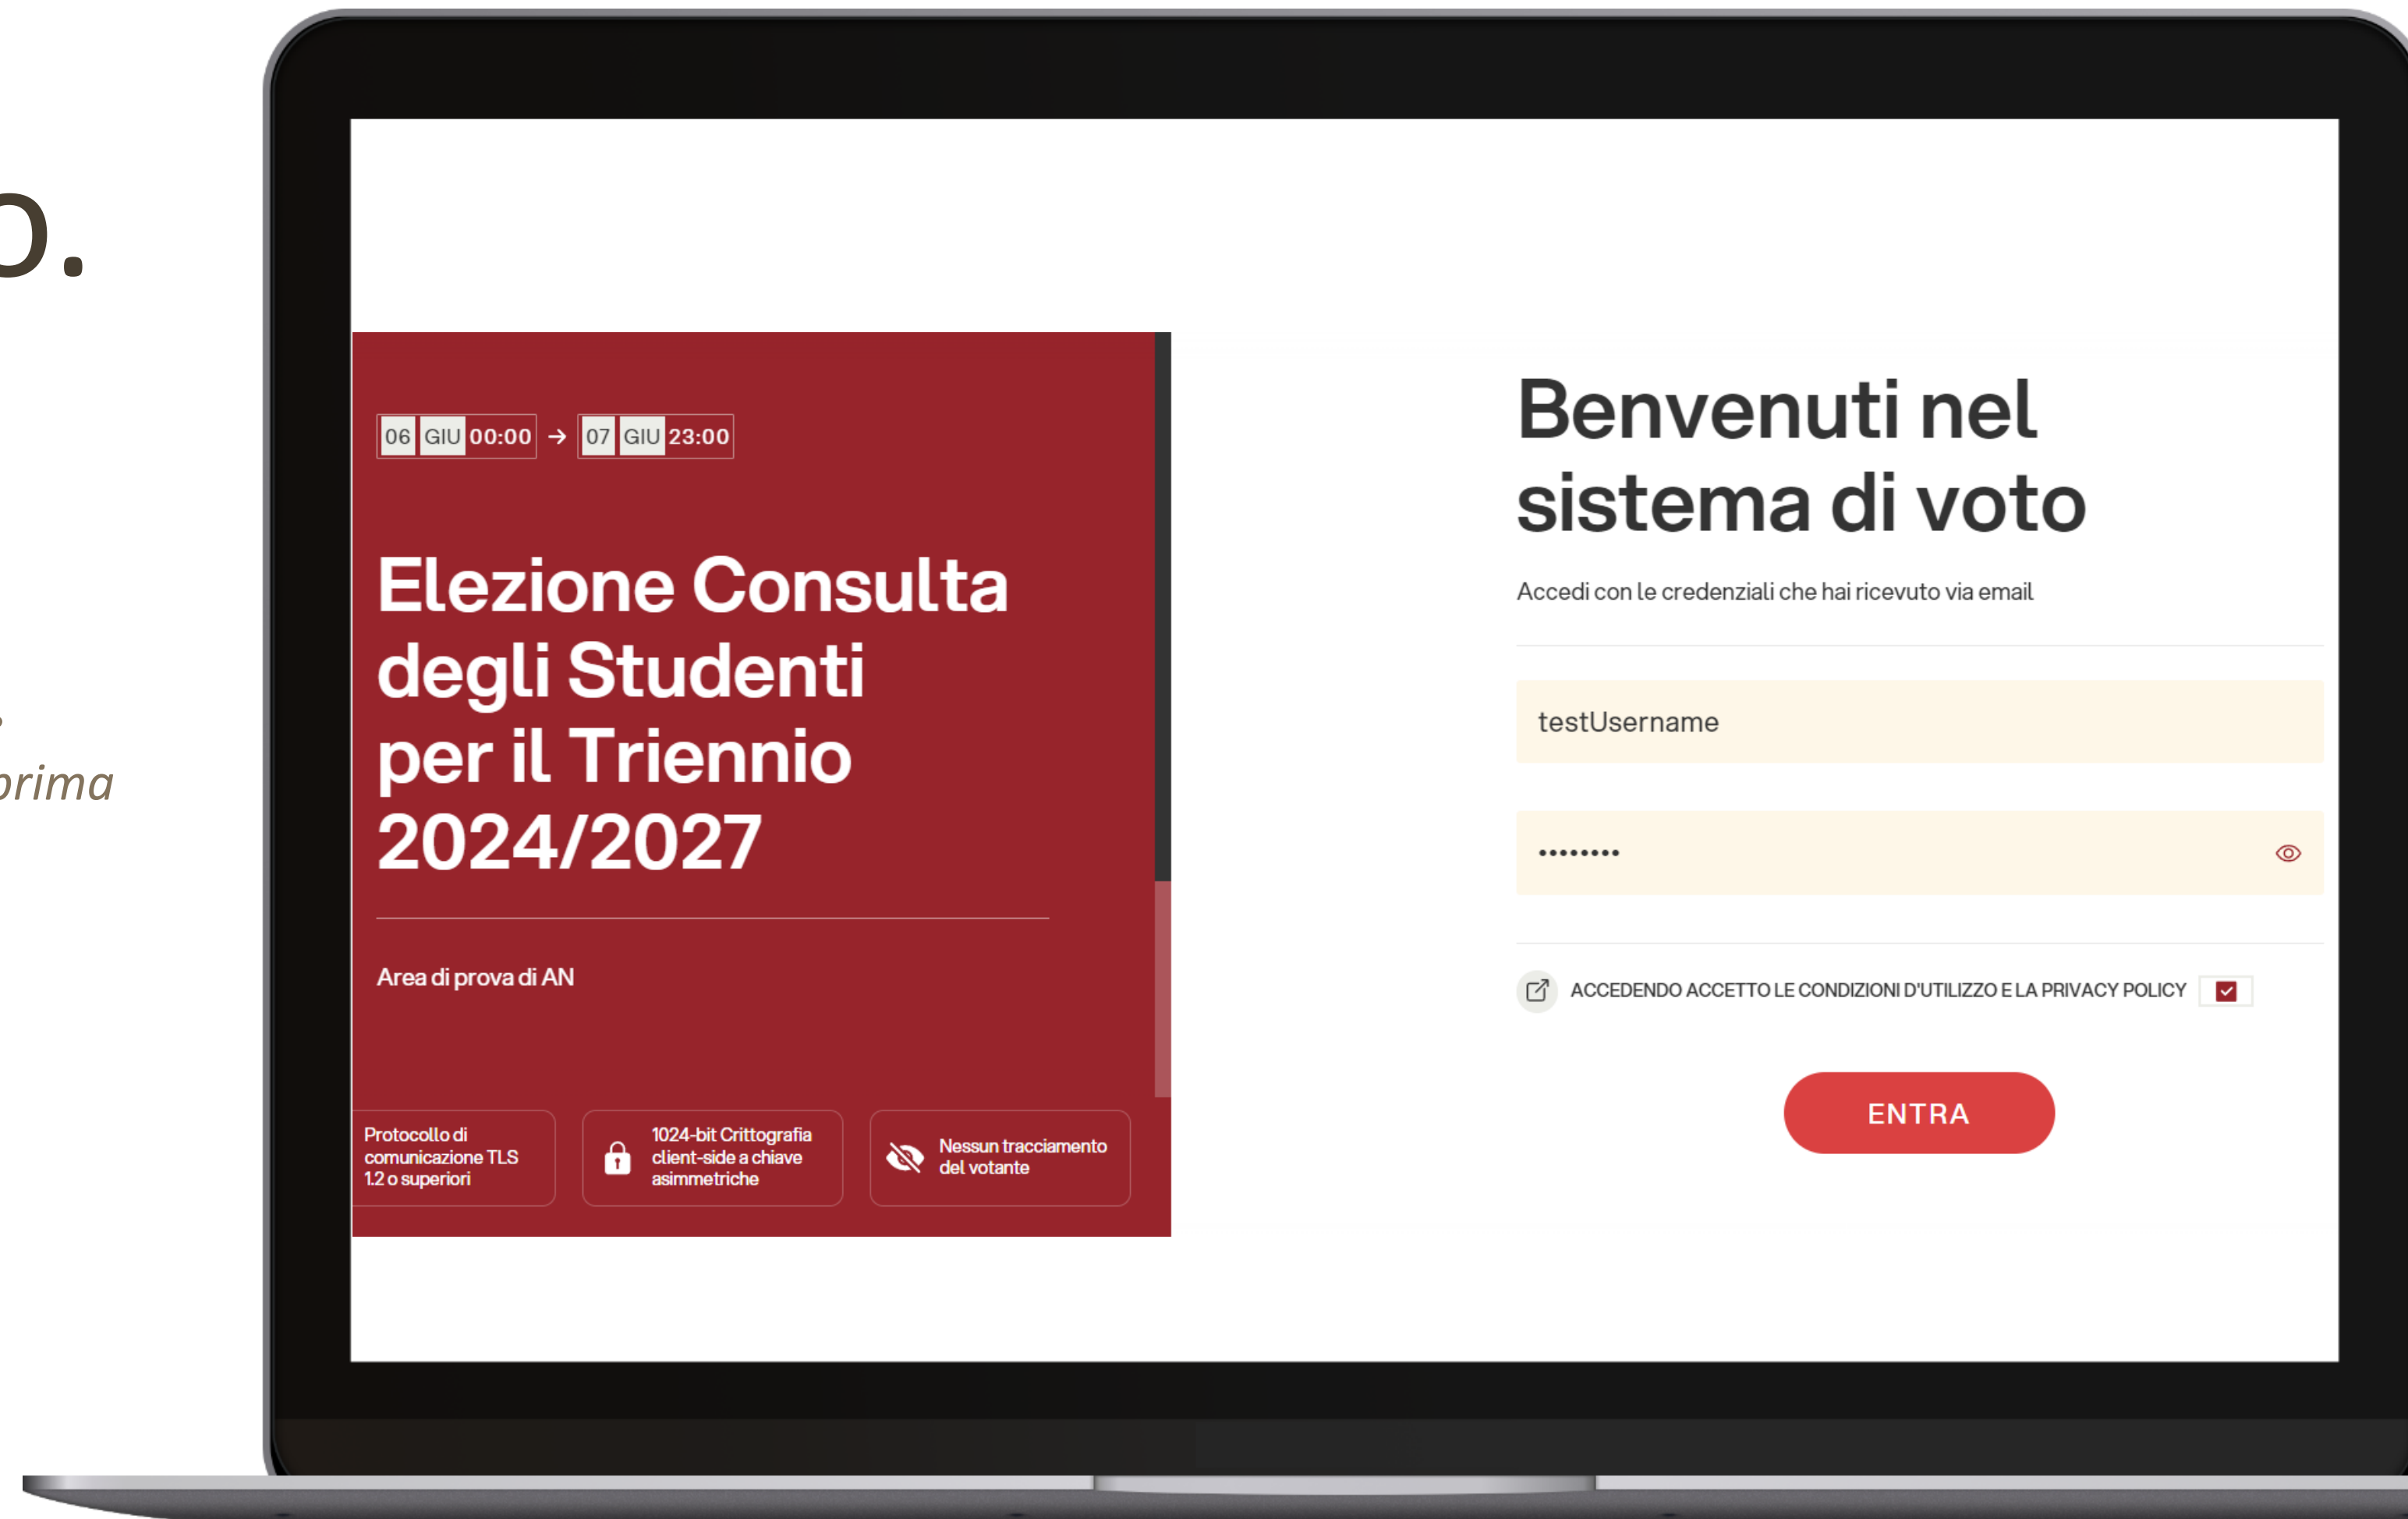 o.
prima
06 GIU 00:00 → 07 GIU 23:00
Elezione Consulta
degli Studenti
per il Triennio
2024/2027
Area di prova di AN
Protocollo di
comunicazione TLS
1.2 o superiori
1024-bit Crittografia
client-side a chiave
asimmetriche
Nessun tracciamento
del votante
Benvenuti nel
sistema di voto
Accedi con le credenziali che hai ricevuto via email
testUsername
••••••••
ACCEDENDO ACCETTO LE CONDIZIONI D'UTILIZZO E LA PRIVACY POLICY
ENTRA